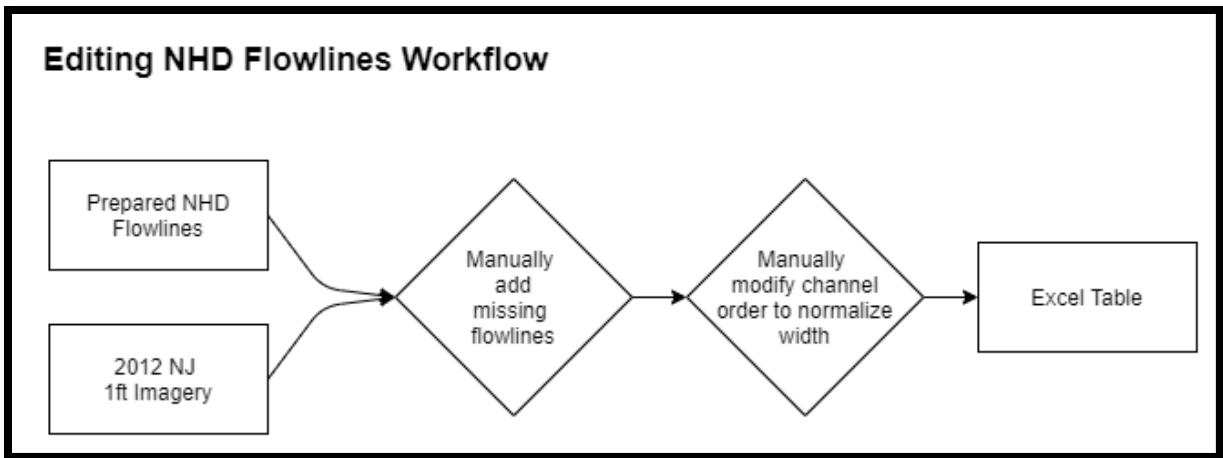 Editing NHD Flowlines Workflow
Prepared NHD
Flowlines
2012 NJ
1ft Imagery
Manually
add
missing
flowlines
Manually
modify channel
order to normalize
width
Excel Table